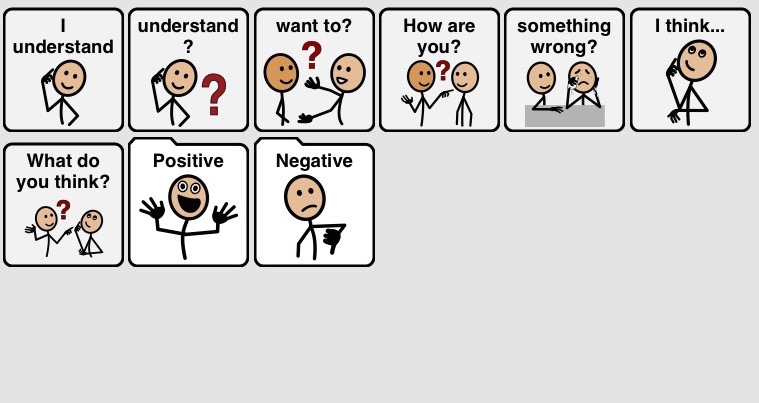 I
understand
understand
?
want to?
How are
you?
something
wrong?
I think...
What do
you think?
Positive
Negative